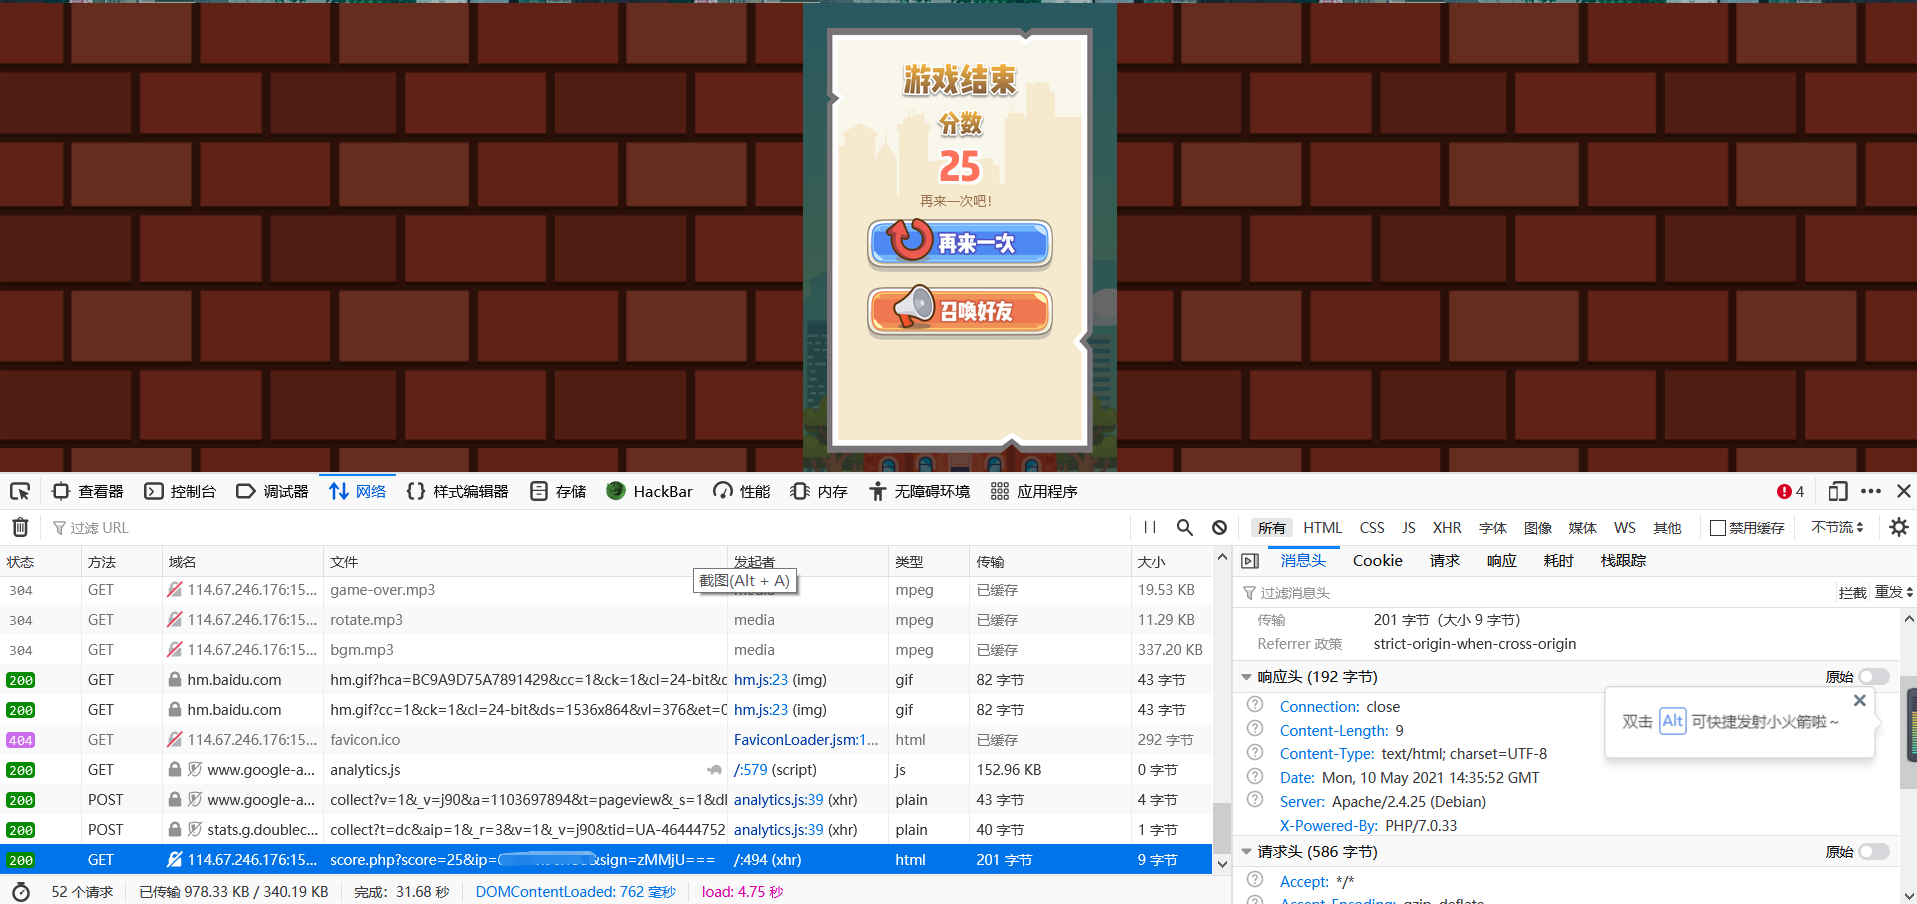 游戏结束
分数
25
再来一次吧!
再来一次
召唤好友
查看器 控制台 调试器 网络 样式编辑器 存储 HackBar 性能 内存 无障碍环境 应用程序 4
过滤 URL 所有 HTML CSS JS XHR 字体 图像 媒体 WS 其他 禁用缓存 不节流
状态 方法 域名 文件 发起者 类型 传输 大小
截图(Alt + A)
304 GET 114.67.246.176:15... game-over.mp3 media mpeg 已缓存 19.53 KB
304 GET 114.67.246.176:15... rotate.mp3 media mpeg 已缓存 11.29 KB
304 GET 114.67.246.176:15... bgm.mp3 media mpeg 已缓存 337.20 KB
200 GET hm.baidu.com hm.gif?hca=BC9A9D75A7891429&cc=1&ck=1&cl=24-bit&c hm.js:23 (img) gif 82 字节 43 字节
200 GET hm.baidu.com hm.gif?cc=1&ck=1&cl=24-bit&ds=1536x864&vl=376&et=0 hm.js:23 (img) gif 82 字节 43 字节
404 GET 114.67.246.176:15... favicon.ico FaviconLoader.jsm:1... html 已缓存 292 字节
200 GET www.google-a... analytics.js /:579 (script) js 152.96 KB 0 字节
200 POST www.google-a... collect?v=1&_v=j90&a=1103697894&t=pageview&_s=1&dl analytics.js:39 (xhr) plain 43 字节 4 字节
200 POST stats.g.doublec... collect?t=dc&aip=1&_r=3&v=1&_v=j90&tid=UA-46444752 analytics.js:39 (xhr) plain 40 字节 1 字节
200 GET 114.67.246.176:15... score.php?score=25&ip= &sign=zMMjU=== /:494 (xhr) html 201 字节 9 字节
52 个请求 已传输 978.33 KB / 340.19 KB 完成：31.68 秒 DOMContentLoaded: 762 毫秒 load: 4.75 秒
消息头 Cookie 请求 响应 耗时 栈跟踪
过滤消息头 拦截 重发
传输 201 字节（大小 9 字节）
Referrer 政策 strict-origin-when-cross-origin
响应头 (192 字节) 原始
Connection: close
Content-Length: 9
Content-Type: text/html; charset=UTF-8
Date: Mon, 10 May 2021 14:35:52 GMT
Server: Apache/2.4.25 (Debian)
X-Powered-By: PHP/7.0.33
双击 Alt 可快捷发射小火箭啦~
请求头 (586 字节) 原始
Accept: */*
Accept-Encoding: gzip, deflate